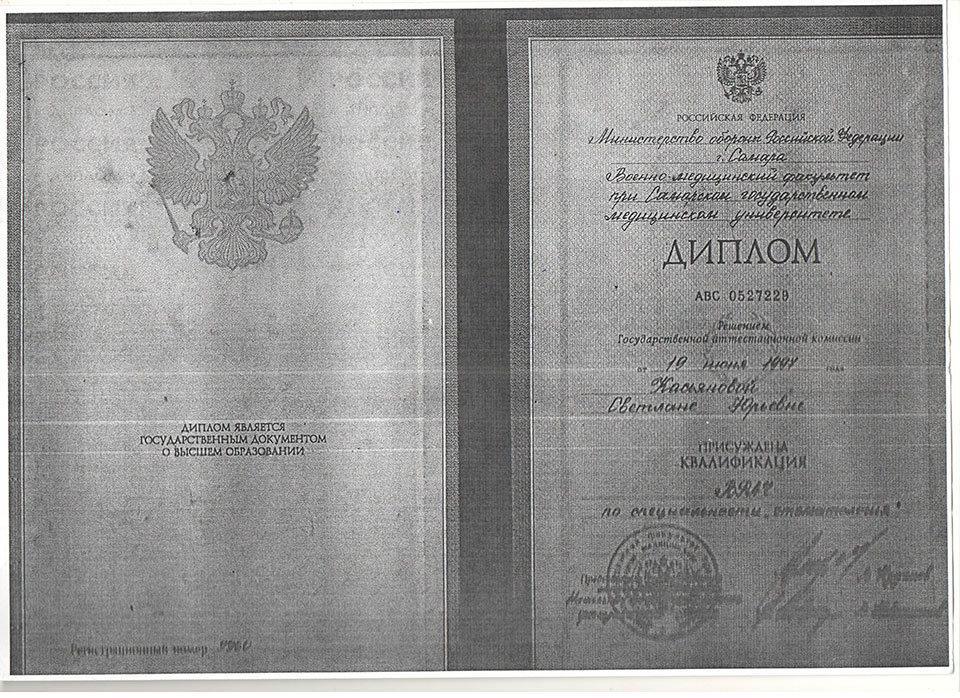 ДИПЛОМ ЯВЛЯЕТСЯ
ГОСУДАРСТВЕННЫМ ДОКУМЕНТОМ
О ВЫСШЕМ ОБРАЗОВАНИИ
Регистрационный номер
РОССИЙСКАЯ ФЕДЕРАЦИЯ
Министерство обороны Российской Федерации
г. Самара
Военно-медицинский факультет
при Самарском государственном
медицинском университете
ДИПЛОМ
АВС 0527229
Решением
Государственной аттестационной комиссии
от 19 июня 1997 года
Касьяновой
Светлане Юрьевне
ПРИСУЖДЕНА
КВАЛИФИКАЦИЯ
ВРАЧ
по специальности „стоматология"